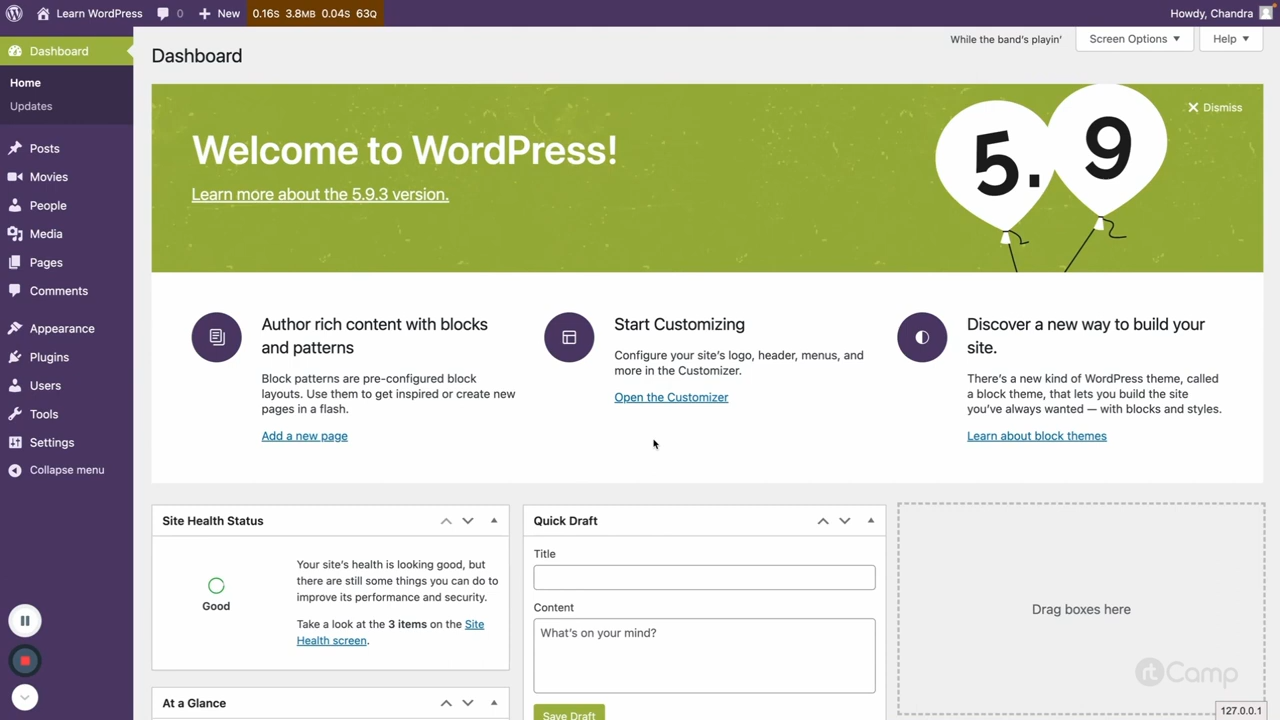 Learn WordPress
0
New
0.16S 3.8MB 0.04S 63Q
Howdy, Chandra
Dashboard
Home
Updates
Posts
Movies
People
Media
Pages
Comments
Appearance
Plugins
Users
Tools
Settings
Collapse menu
Dashboard
While the band's playin'
Screen Options
Help
Welcome to WordPress!
Learn more about the 5.9.3 version.
5.9
Dismiss
Author rich content with blocks
and patterns
Block patterns are pre-configured block
layouts. Use them to get inspired or create new
pages in a flash.
Add a new page
Start Customizing
Configure your site's logo, header, menus, and
more in the Customizer.
Open the Customizer
Discover a new way to build your
site.
There's a new kind of WordPress theme, called
a block theme, that lets you build the site
you've always wanted — with blocks and styles.
Learn about block themes
Site Health Status
Good
Your site's health is looking good, but
there are still some things you can do to
improve its performance and security.
Take a look at the 3 items on the Site
Health screen.
At a Glance
Quick Draft
Title
Content
What's on your mind?
Save Draft
Drag boxes here
rtCamp
127.0.0.1